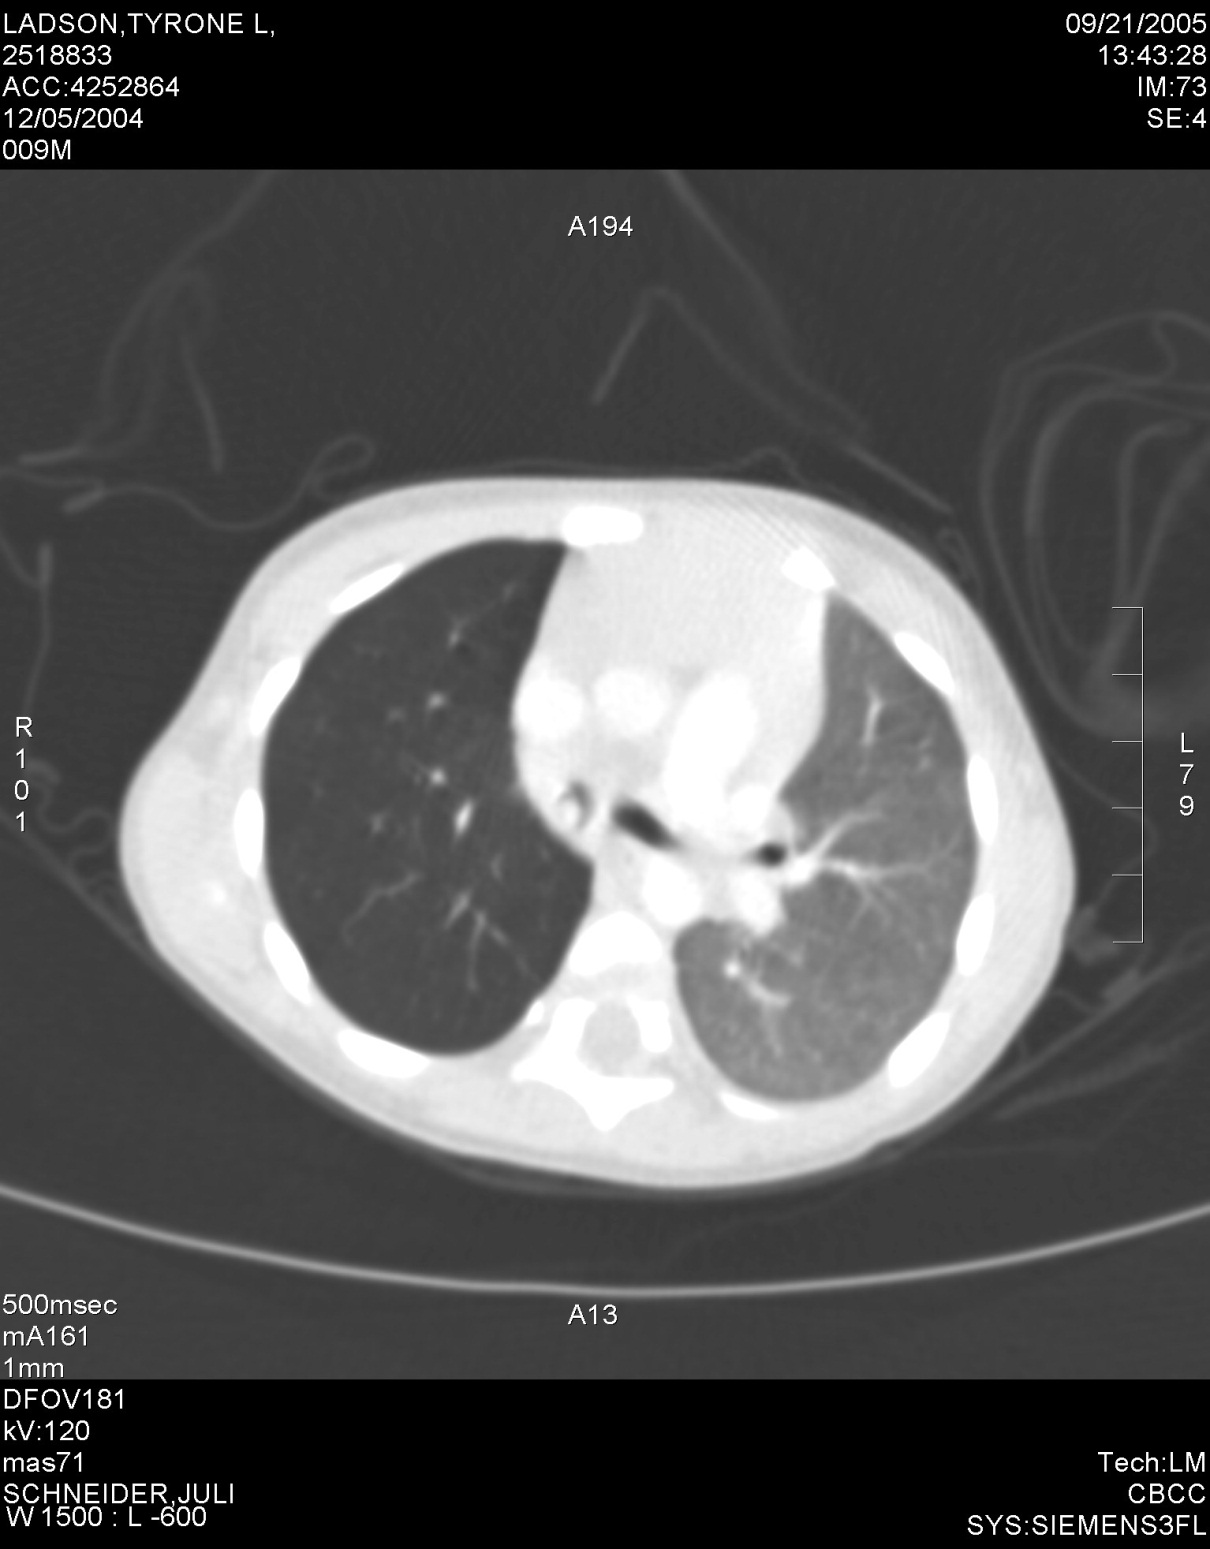 LADSON,TYRONE L,
2518833
ACC:4252864
12/05/2004
009M
09/21/2005
13:43:28
IM:73
SE:4
A194
R
1
0
1
L
7
9
A13
500msec
mA161
1mm
DFOV181
kV:120
mas71
SCHNEIDER,JULI
W 1500 : L -600
Tech:LM
CBCC
SYS:SIEMENS3FL